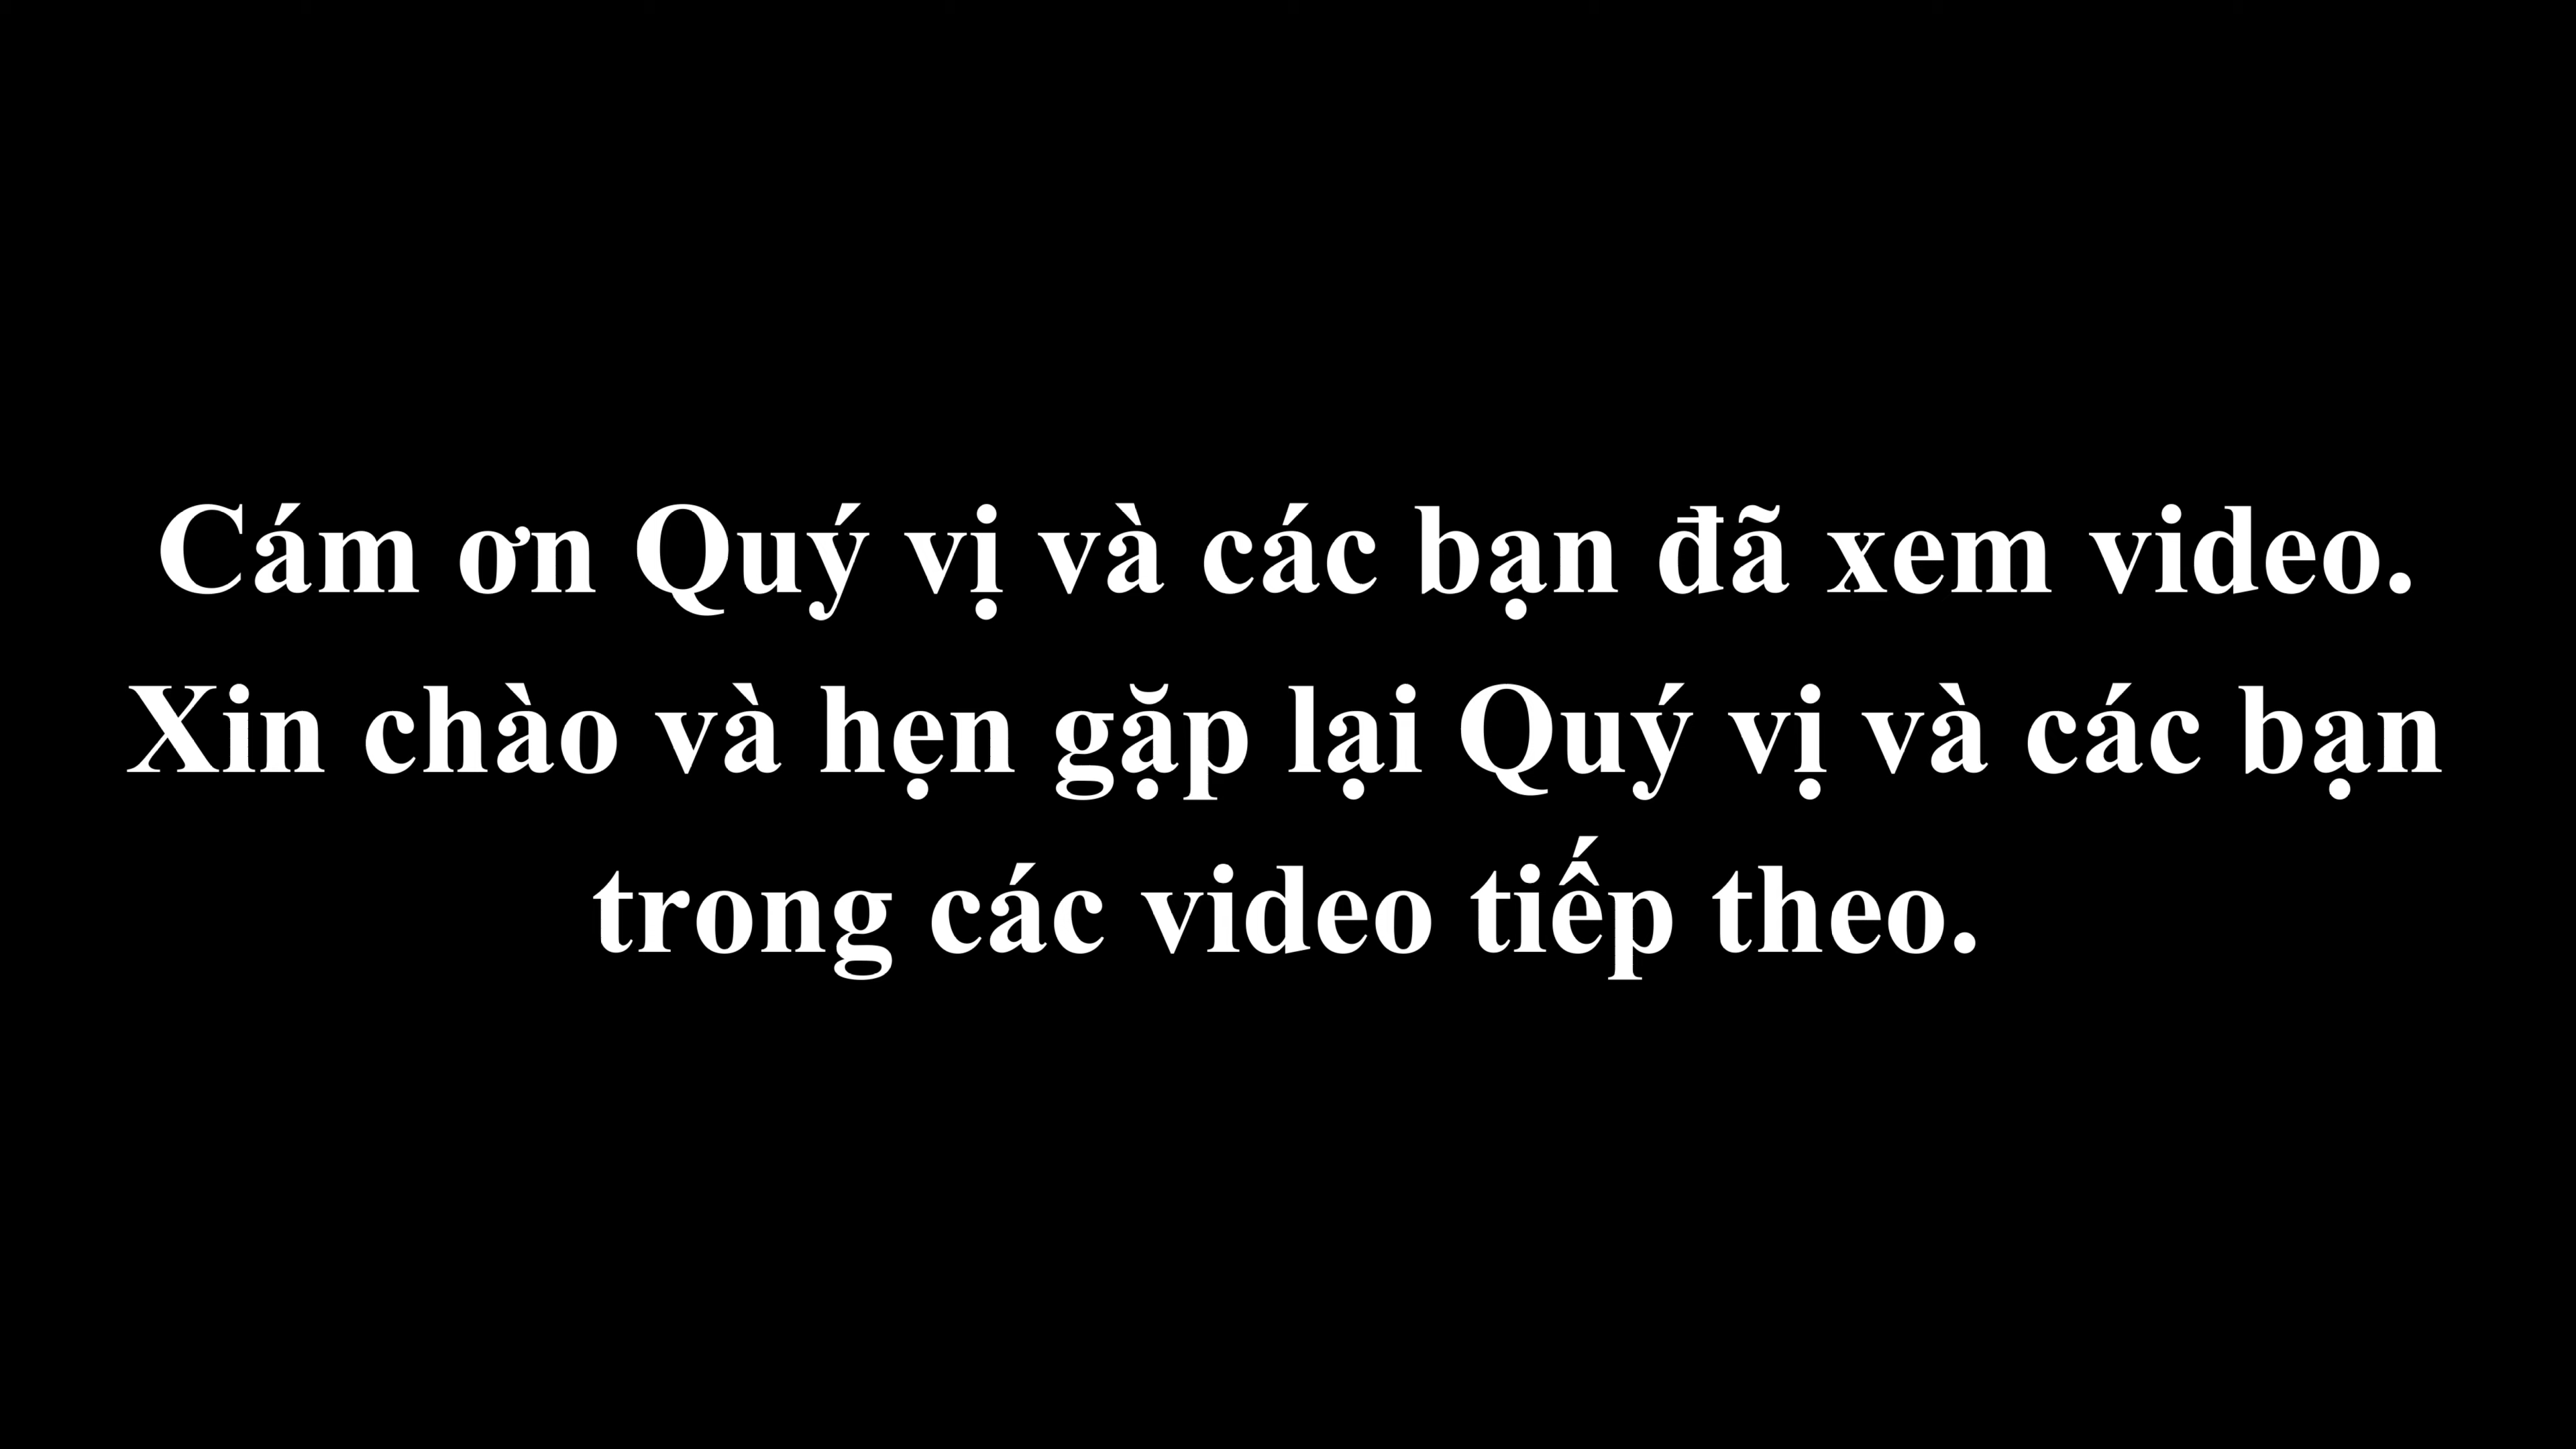 Cám ơn Quý vị và các bạn đã xem video.
Xin chào và hẹn gặp lại Quý vị và các bạn
trong các video tiếp theo.